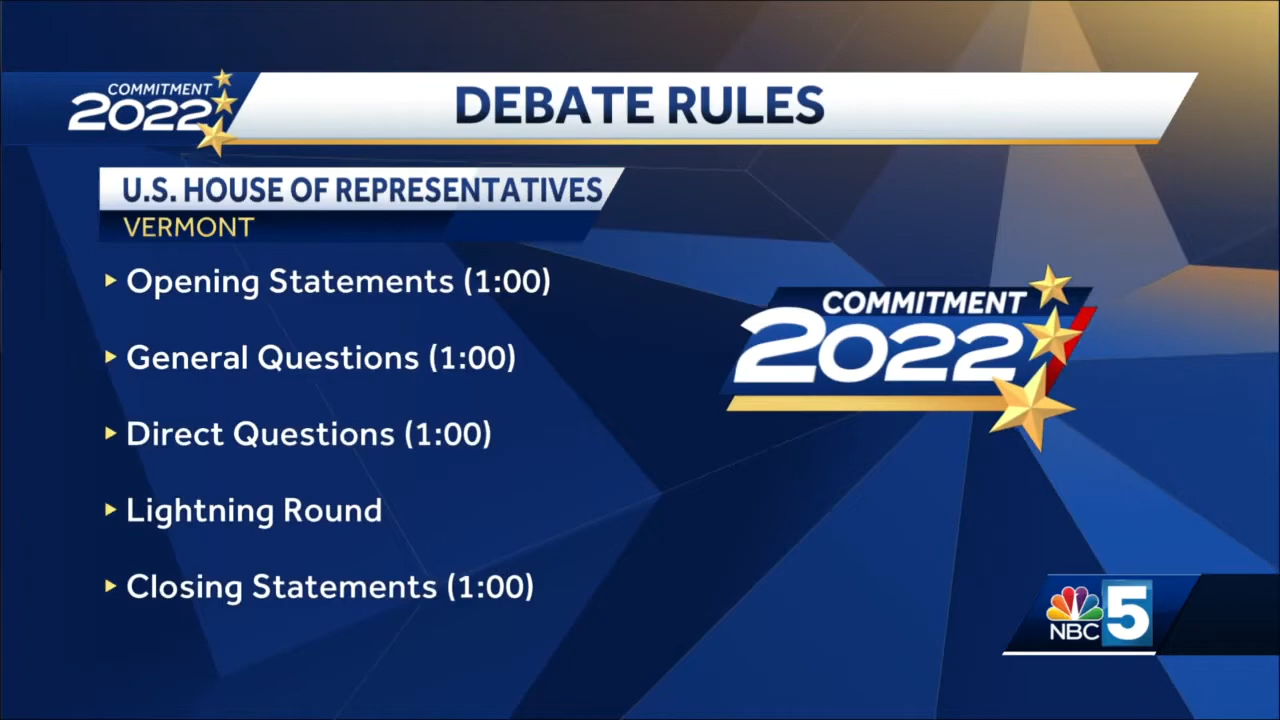 COMMITMENT
2022
DEBATE RULES
U.S. HOUSE OF REPRESENTATIVES
VERMONT
Opening Statements (1:00)
General Questions (1:00)
Direct Questions (1:00)
Lightning Round
Closing Statements (1:00)
COMMITMENT
2022
NBC 5